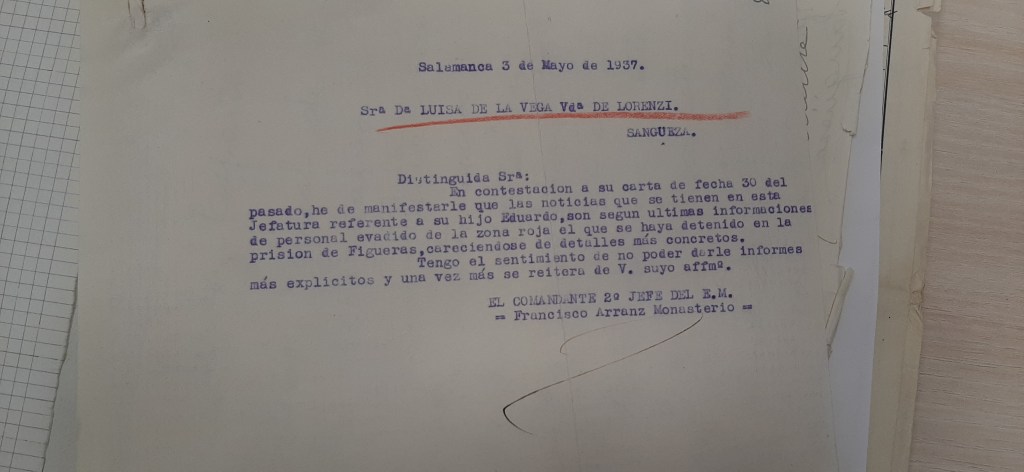 Salamanca 3 de Mayo de 1937.
Srª Dª LUISA DE LA VEGA Vdª DE LORENZI.
SANGÜEZA.
Distinguida Srª:
En contestacion a su carta de fecha 30 del
pasado,he de manifestarle que las noticias que se tienen en esta
Jefatura referente a su hijo Eduardo,son segun ultimas informaciones
de personal evadido de la zona roja el que se haya detenido en la
prision de Figueras,careciendose de detalles más concretos.
Tengo el sentimiento de no poder darle informes
más explicitos y una vez más se reitera de V. suyo affmº.
EL COMANDANTE 2º JEFE DEL E.M.
= Francisco Arranz Monasterio =